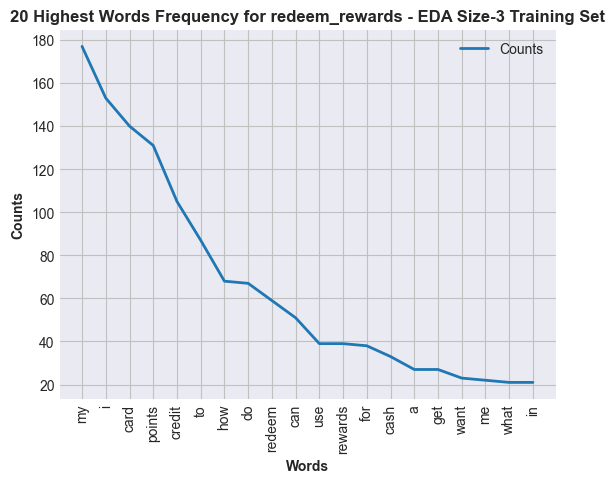 20 Highest Words Frequency for redeem_rewards - EDA Size-3 Training Set
Counts
180
160
140
120
100
80
60
40
20
Counts
my
i
card
points
credit
to
how
do
redeem
can
use
rewards
for
cash
a
get
want
me
what
in
Words